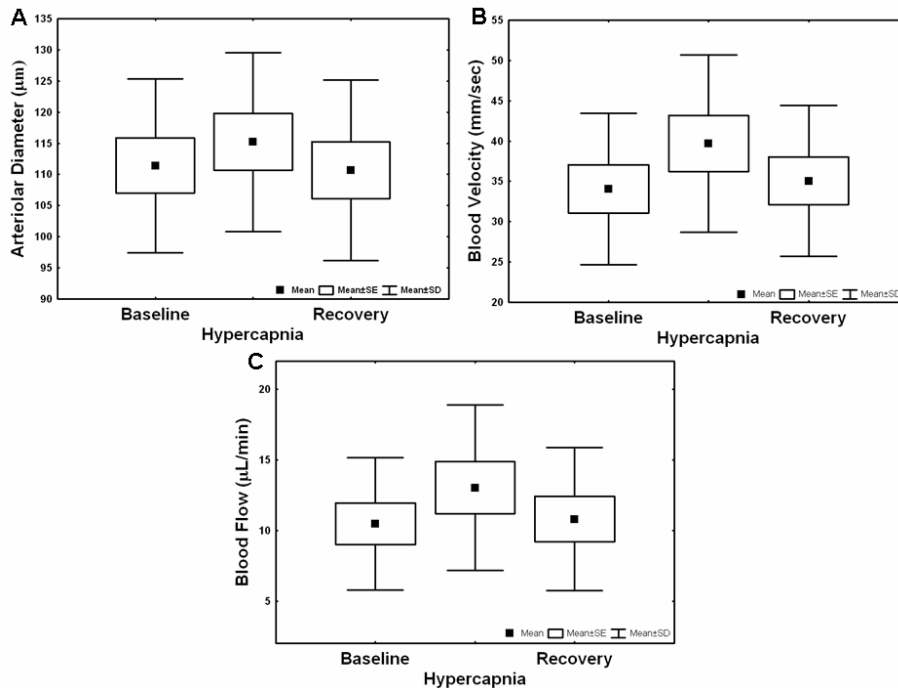 A
Arteriolar Diameter (μm)
135
130
125
120
115
110
105
100
95
90
Mean Mean±SE Mean±SD
Baseline Recovery
Hypercapnia
B
Blood Velocity (mm/sec)
55
50
45
40
35
30
25
20
Mean Mean±SE Mean±SD
Baseline Recovery
Hypercapnia
C
Blood Flow (μL/min)
20
15
10
5
Mean Mean±SE Mean±SD
Baseline Recovery
Hypercapnia